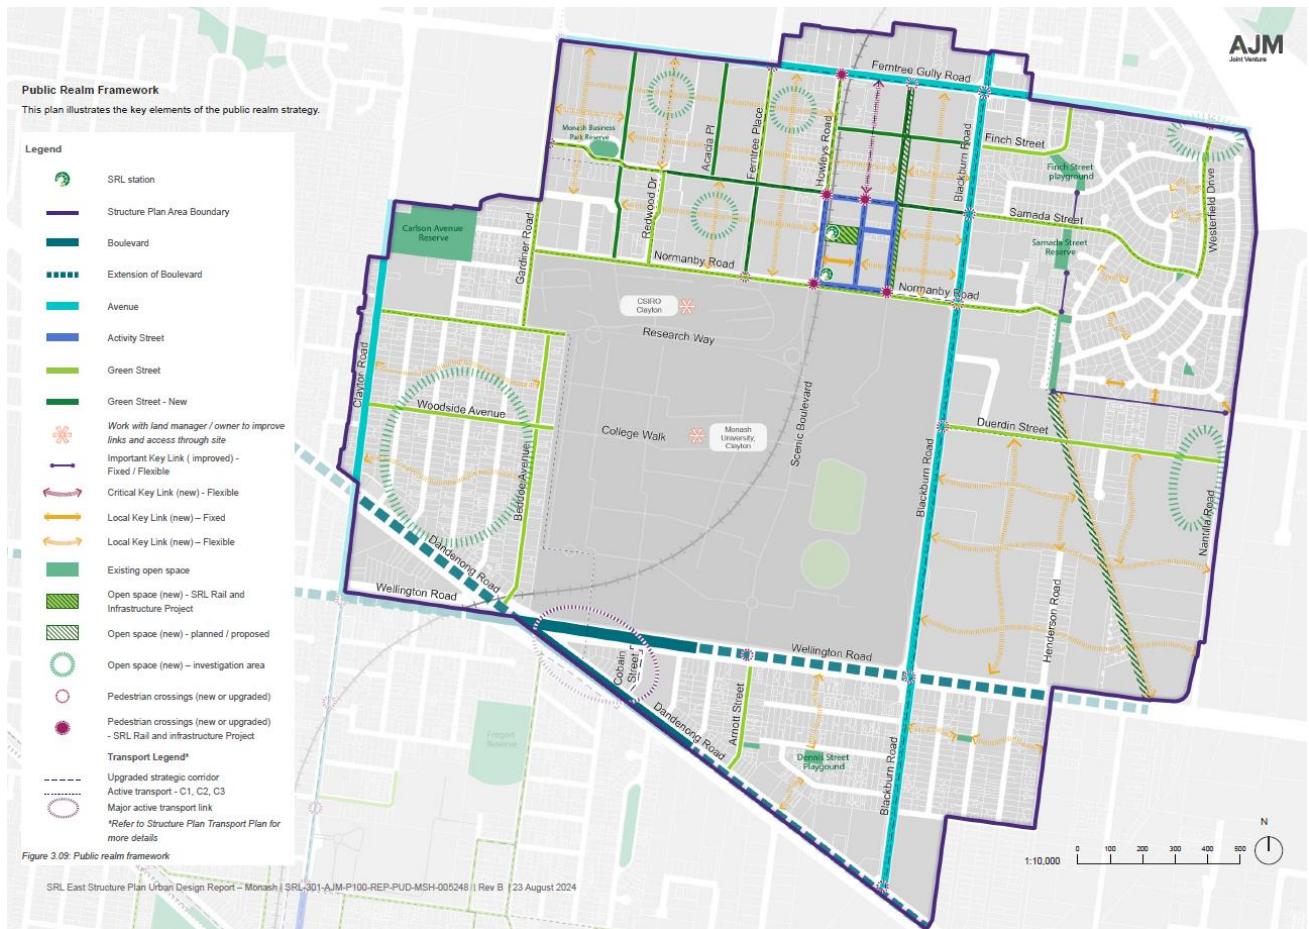 AJM
Joint Venture
Public Realm Framework
This plan illustrates the key elements of the public realm strategy.
Legend
SRL station
Structure Plan Area Boundary
Boulevard
Extension of Boulevard
Avenue
Activity Street
Green Street
Green Street - New
Work with land manager / owner to improve
links and access through site
Important Key Link ( improved) -
Fixed / Flexible
Critical Key Link (new) - Flexible
Local Key Link (new) – Fixed
Local Key Link (new) – Flexible
Existing open space
Open space (new) - SRL Rail and
Infrastructure Project
Open space (new) - planned / proposed
Open space (new) – investigation area
Pedestrian crossings (new or upgraded)
Pedestrian crossings (new or upgraded)
- SRL Rail and infrastructure Project
Transport Legend*
Upgraded strategic corridor
Active transport - C1, C2, C3
Major active transport link
*Refer to Structure Plan Transport Plan for
more details
Figure 3.09: Public realm framework
SRL East Structure Plan Urban Design Report – Monash | SRL-301-AJM-P100-REP-PUD-MSH-005248 | Rev B | 23 August 2024
Ferntree Gully Road
Monash Business
Park Reserve
Acacia Pl
Ferntree Place
Howleys Road
Blackburn Road
Finch Street
Finch Street
playground
Westerfield Drive
Redwood Dr
Samada Street
Samada Street
Reserve
Carlson Avenue
Reserve
Gardiner Road
Normanby Road
Normanby Road
CSIRO
Clayton
Research Way
Clayton Road
Woodside Avenue
College Walk
Monash
University,
Clayton
Scenic Boulevard
Duerdin Street
Beddoe Avenue
Blackburn Road
Nantilla Road
Dandenong Road
Wellington Road
Henderson Road
Wellington Road
Cobain
Street
Arnott Street
Dandenong Road
Fregon
Reserve
Dennis Street
Playgound
Blackburn Road
N
1:10,000
0 100 200 300 400 500